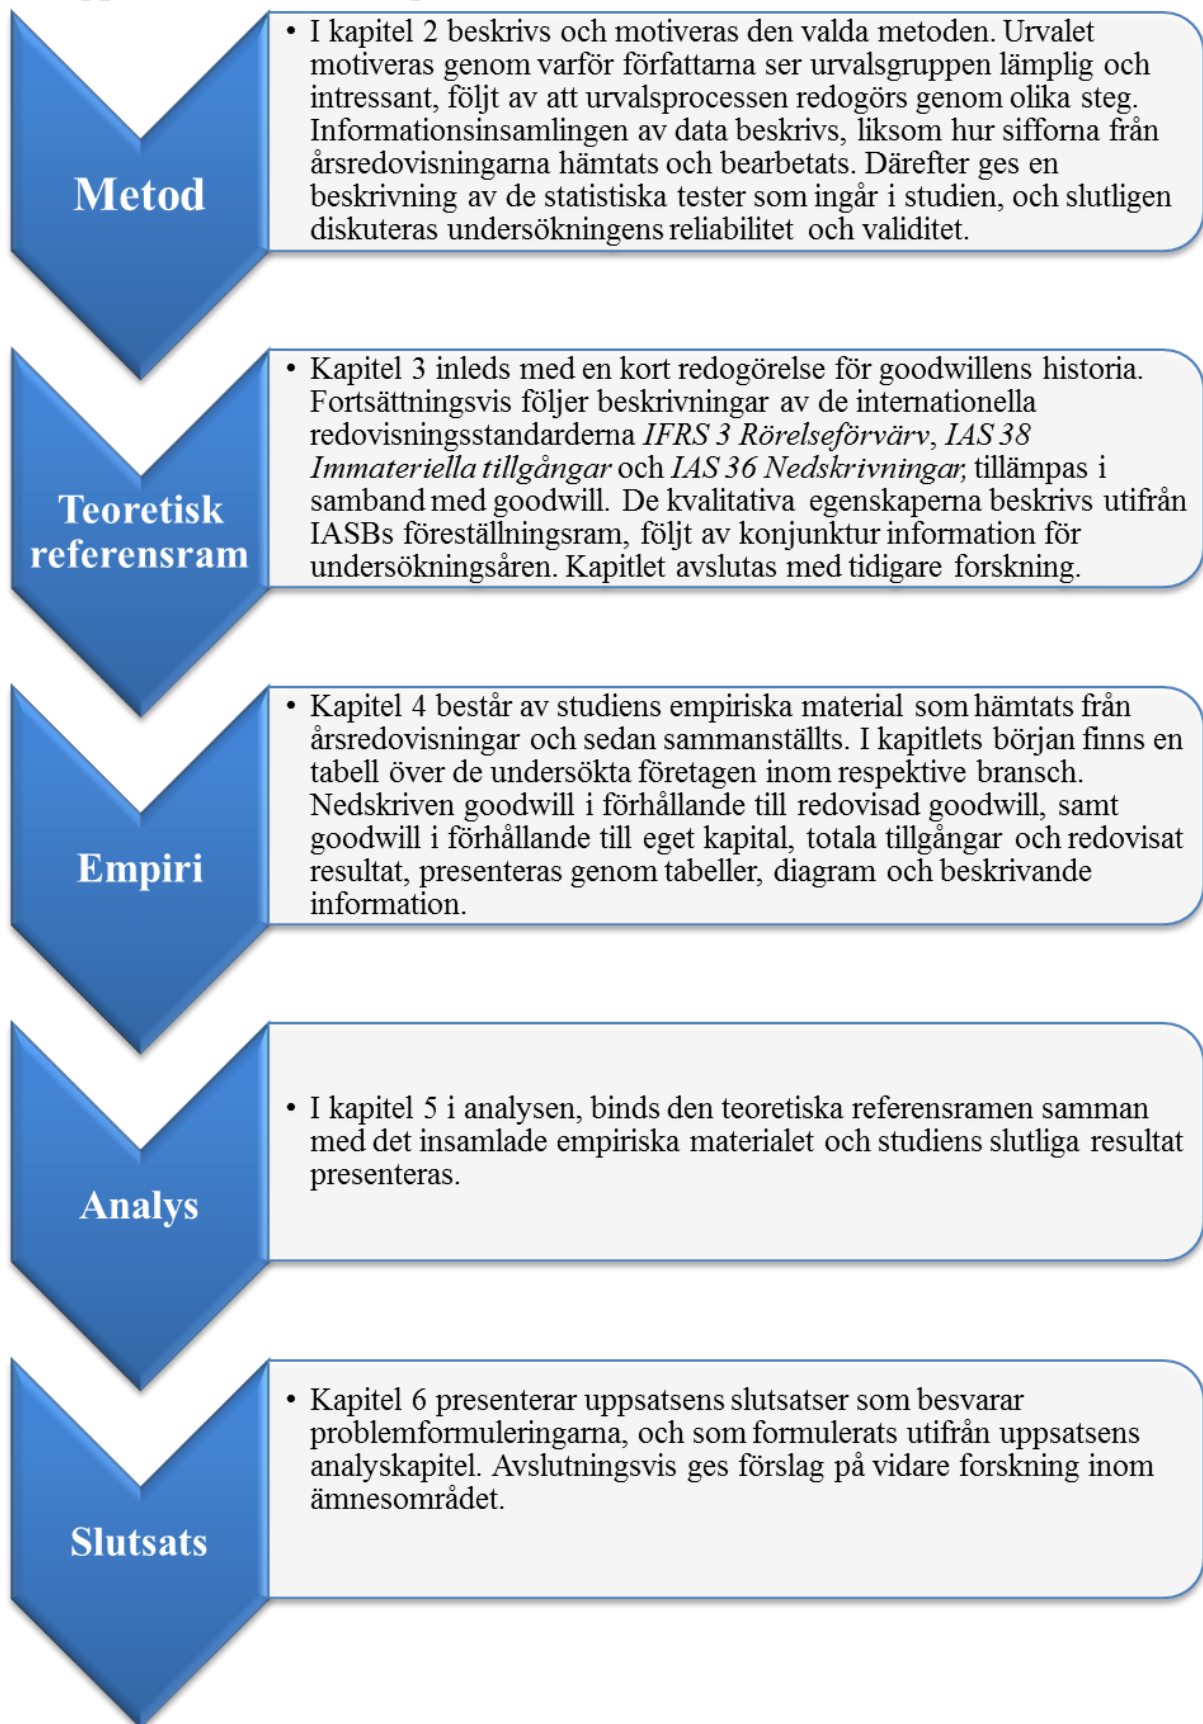 • I kapitel 2 beskrivs och motiveras den valda metoden. Urvalet
motiveras genom varför författarna ser urvalsgruppen lämplig och
intressant, följt av att urvalsprocessen redogörs genom olika steg.
Informationsinsamlingen av data beskrivs, liksom hur sifforna från
årsredovisningarna hämtats och bearbetats. Därefter ges en
beskrivning av de statistiska tester som ingår i studien, och slutligen
diskuteras undersökningens reliabilitet och validitet.
Metod
• Kapitel 3 inleds med en kort redogörelse för goodwillens historia.
Fortsättningsvis följer beskrivningar av de internationella
redovisningsstandarderna IFRS 3 Rörelseförvärv, IAS 38
Immateriella tillgångar och IAS 36 Nedskrivningar, tillämpas i
samband med goodwill. De kvalitativa egenskaperna beskrivs utifrån
IASBs föreställningsram, följt av konjunktur information för
undersökningsåren. Kapitlet avslutas med tidigare forskning.
Teoretisk
referensram
• Kapitel 4 består av studiens empiriska material som hämtats från
årsredovisningar och sedan sammanställts. I kapitlets början finns en
tabell över de undersökta företagen inom respektive bransch.
Nedskriven goodwill i förhållande till redovisad goodwill, samt
goodwill i förhållande till eget kapital, totala tillgångar och redovisat
resultat, presenteras genom tabeller, diagram och beskrivande
information.
Empiri
• I kapitel 5 i analysen, binds den teoretiska referensramen samman
med det insamlade empiriska materialet och studiens slutliga resultat
presenteras.
Analys
• Kapitel 6 presenterar uppsatsens slutsatser som besvarar
problemformuleringarna, och som formulerats utifrån uppsatsens
analyskapitel. Avslutningsvis ges förslag på vidare forskning inom
ämnesområdet.
Slutsats